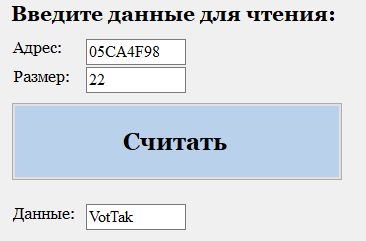 Введите данные для чтения:
Адрес: 05CA4F98
Размер: 22
Считать
Данные: VotTak